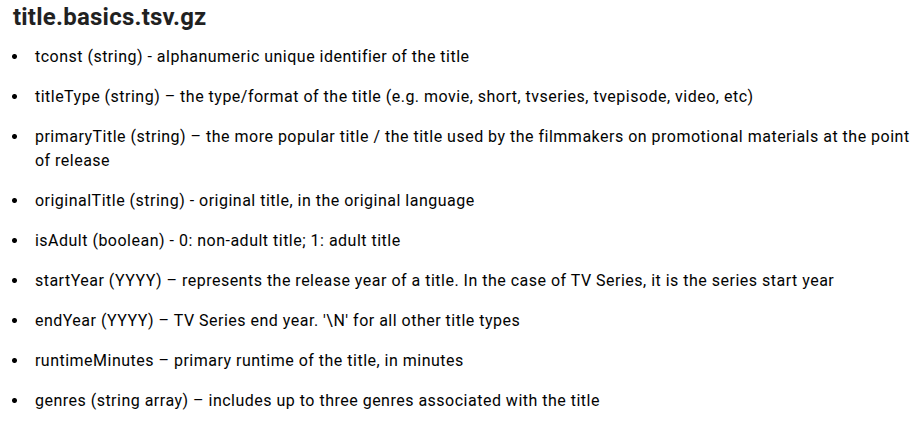 title.basics.tsv.gz
• tconst (string) - alphanumeric unique identifier of the title
• titleType (string) – the type/format of the title (e.g. movie, short, tvseries, tvepisode, video, etc)
• primaryTitle (string) – the more popular title / the title used by the filmmakers on promotional materials at the point
of release
• originalTitle (string) - original title, in the original language
• isAdult (boolean) - 0: non-adult title; 1: adult title
• startYear (YYYY) – represents the release year of a title. In the case of TV Series, it is the series start year
• endYear (YYYY) – TV Series end year. '\N' for all other title types
• runtimeMinutes – primary runtime of the title, in minutes
• genres (string array) – includes up to three genres associated with the title